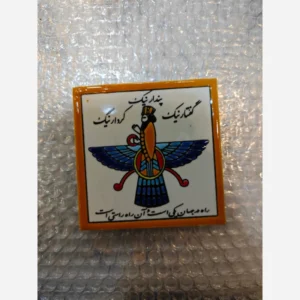 پندار نیک
گفتار نیک
کردار نیک
راه در جهان یکی است و آن راه راستی است